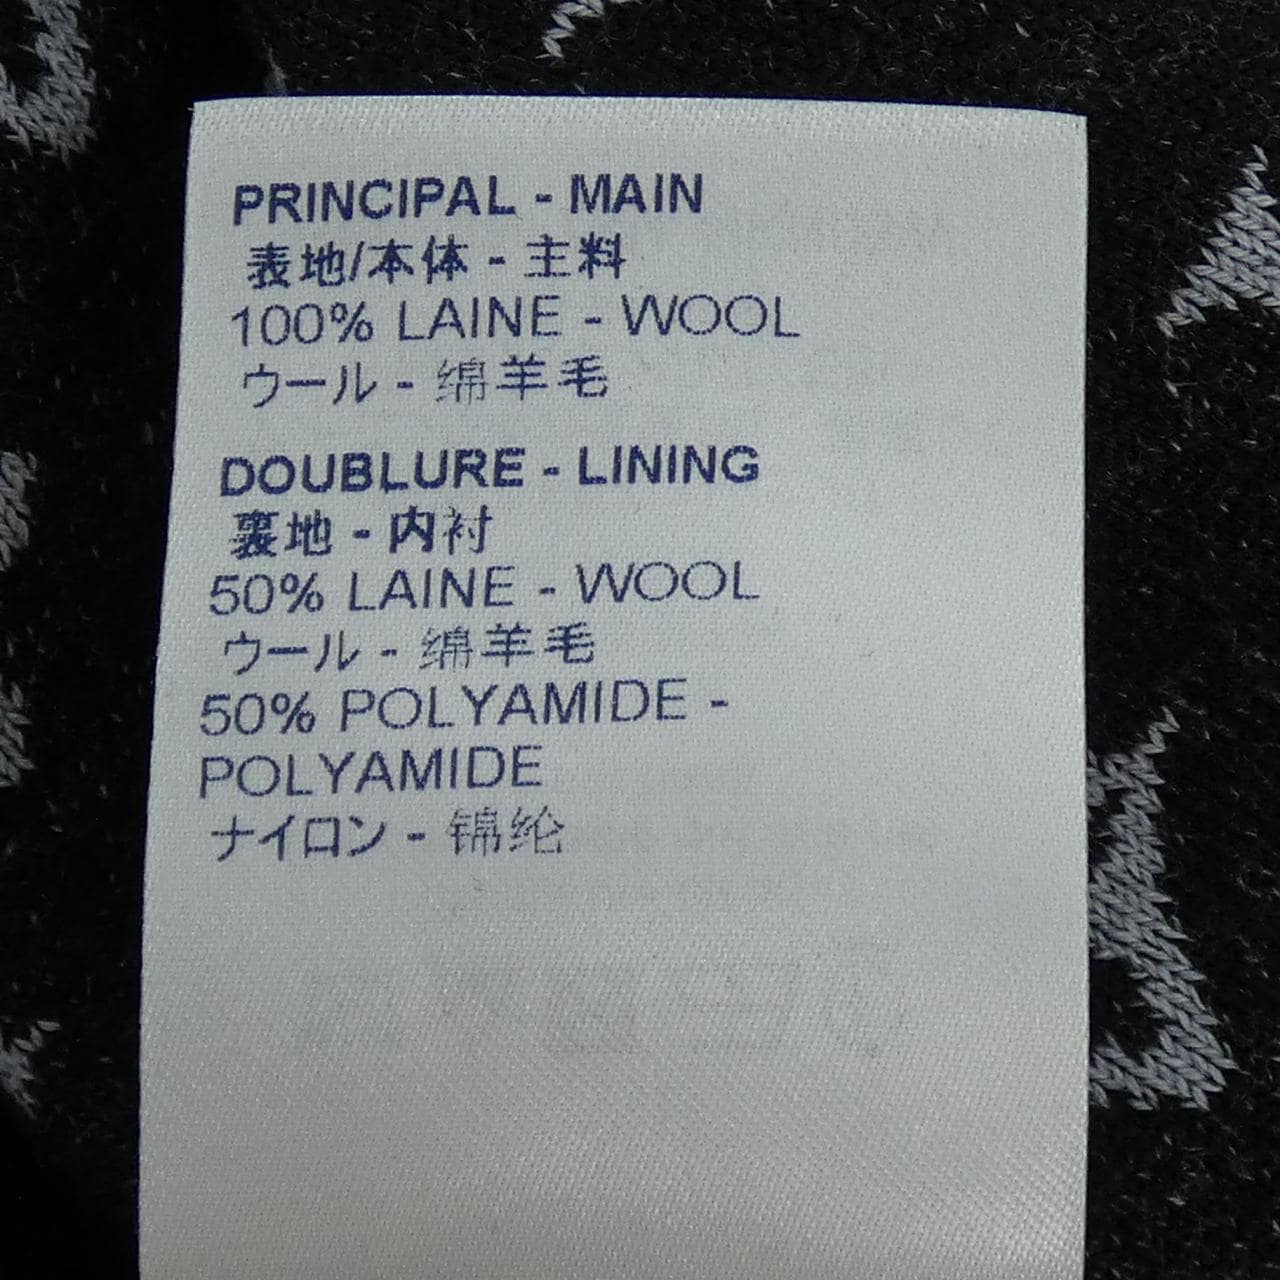 PRINCIPAL - MAIN
表地/本体 - 主料
100% LAINE - WOOL
ウール - 绵羊毛
DOUBLURE - LINING
裏地 - 内衬
50% LAINE - WOOL
ウール - 绵羊毛
50% POLYAMIDE -
POLYAMIDE
ナイロン - 锦纶